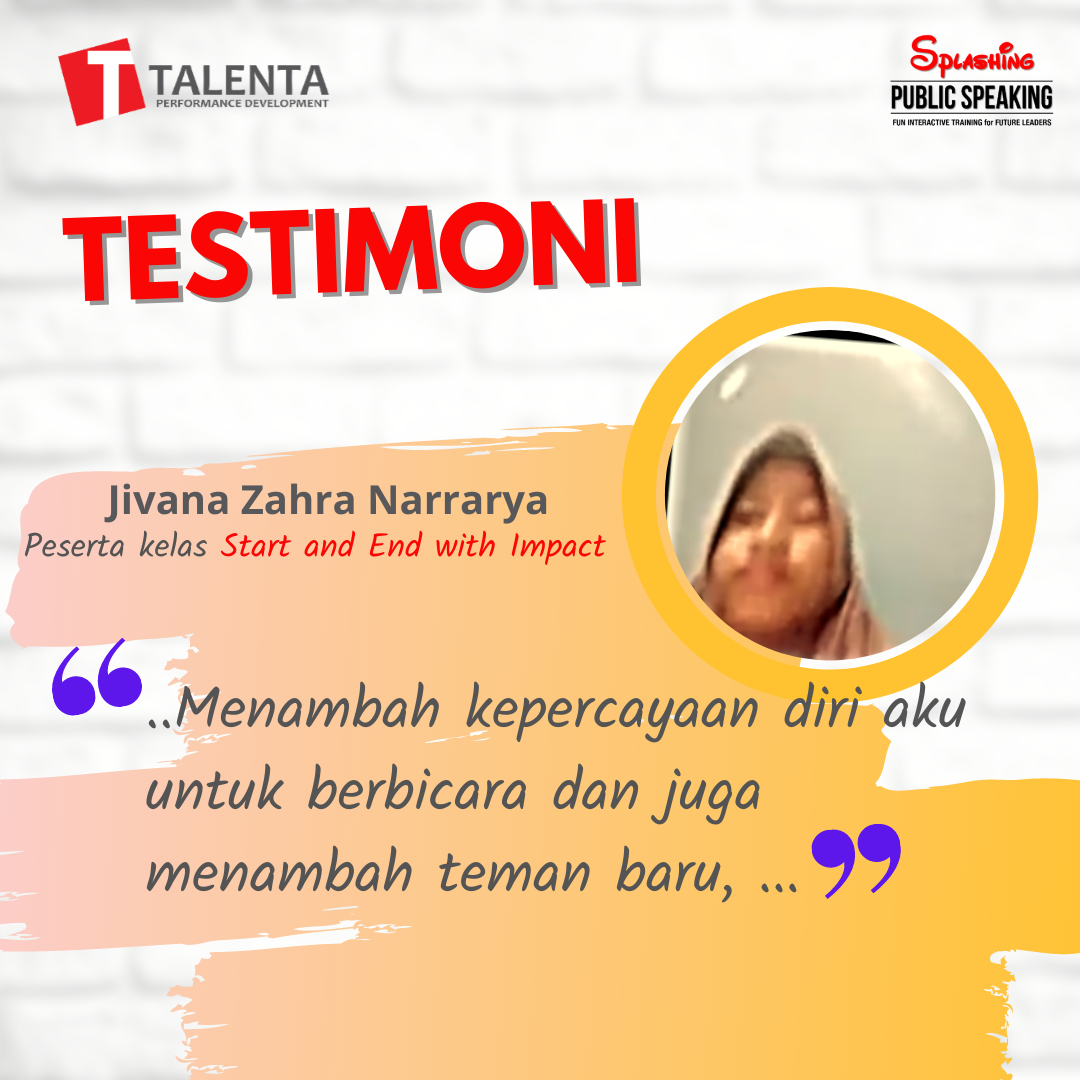 TALENTA
PERFORMANCE DEVELOPMENT
SPLASHING
PUBLIC SPEAKING
FUN INTERACTIVE TRAINING for FUTURE LEADERS
TESTIMONI
Jivana Zahra Narrarya
Peserta kelas Start and End with Impact
“..Menambah kepercayaan diri aku
untuk berbicara dan juga
menambah teman baru, ...”